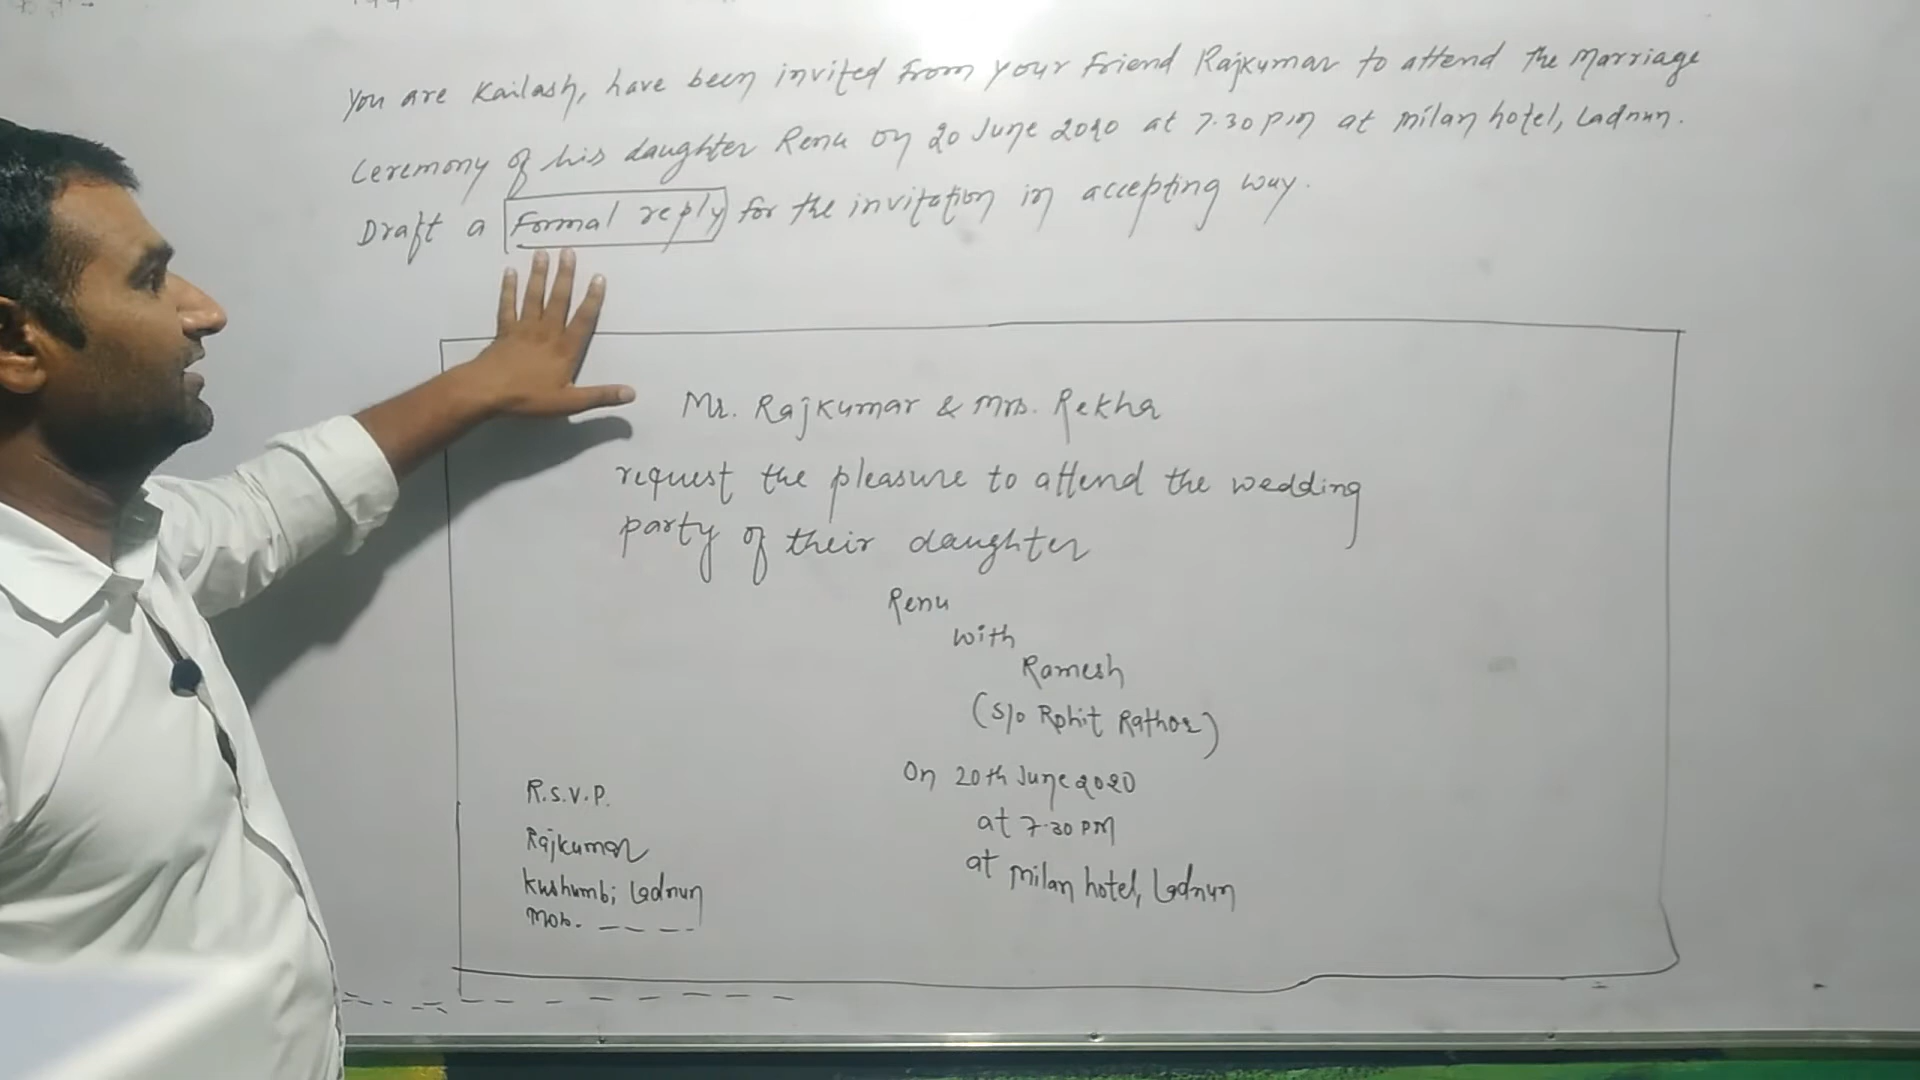 You are Kailash, have been invited from your friend Rajkumar to attend the Marriage
Ceremony of his daughter Renu on 20 June 2020 at 7.30 PM at milan hotel, Ladnun.
Draft a Formal reply for the invitation in accepting way.
Mr. Rajkumar & Mrs. Rekha
request the pleasure to attend the wedding
party of their daughter
Renu
with
Ramesh
(S/o Rohit Rathor)
On 20th June 2020
at 7.30 PM
at milan hotel, Ladnun
R.S.V.P.
Rajkumar
Kushumbi Ladnun
Mob. -----